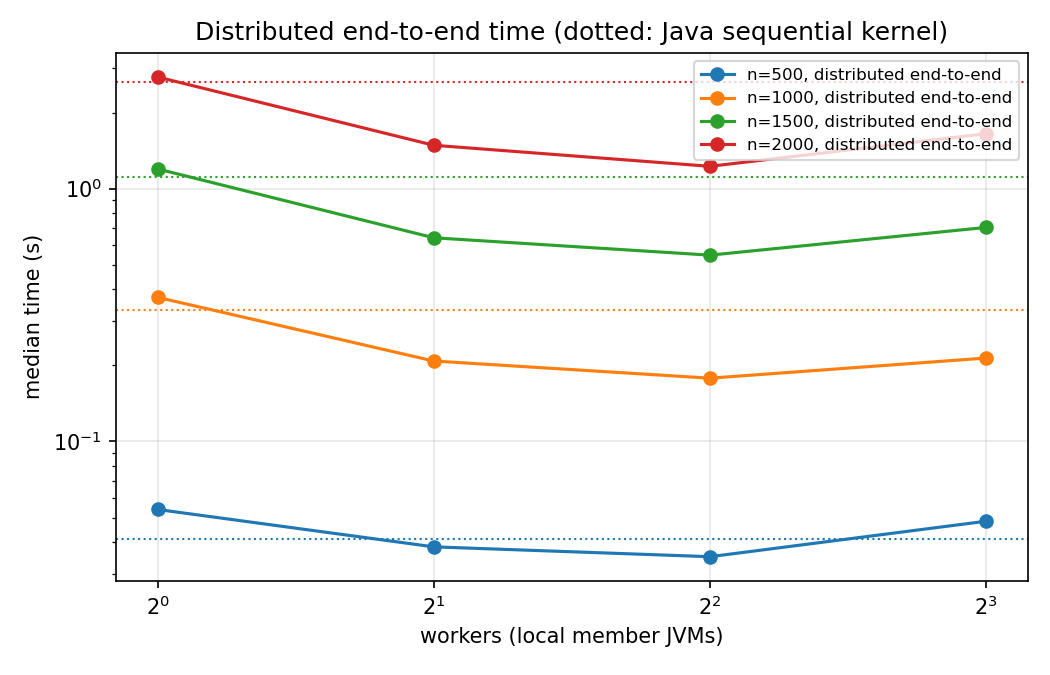 Distributed end-to-end time (dotted: Java sequential kernel)
n=500, distributed end-to-end
n=1000, distributed end-to-end
n=1500, distributed end-to-end
n=2000, distributed end-to-end
median time (s)
10⁰
10⁻¹
2⁰ 2¹ 2² 2³
workers (local member JVMs)